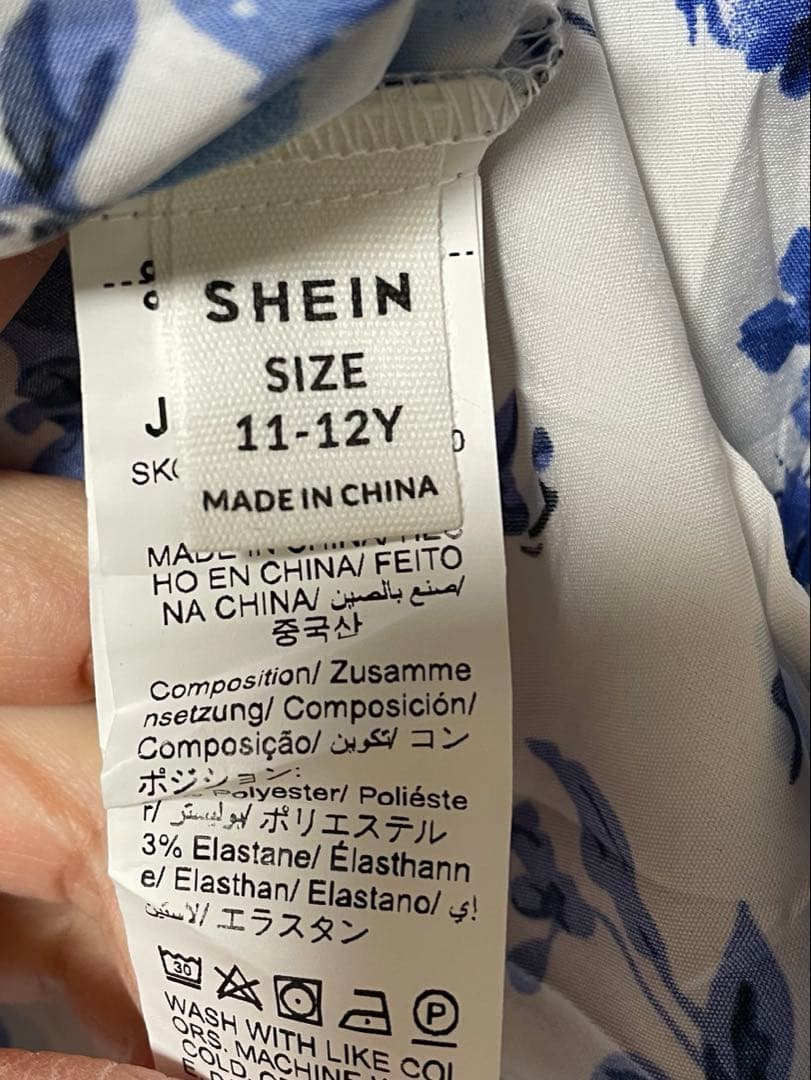 SHEIN
SIZE
11-12Y
MADE IN CHINA
J
HO EN CHINA/ FEITO
NA CHINA/ صنع بالصين/
중국산
Composition/ Zusamme
nsetzung/ Composición/
Composição/ تكوين/ コン
ポジション:
Polyester/ Poliéste
r/ بوليستر/ ポリエステル
3% Elastane/ Élasthann
e/ Elasthan/ Elastano/ إي
لاستين/ エラスタン
30
P
WASH WITH LIKE COL
ORS. MACHINE
COLD.